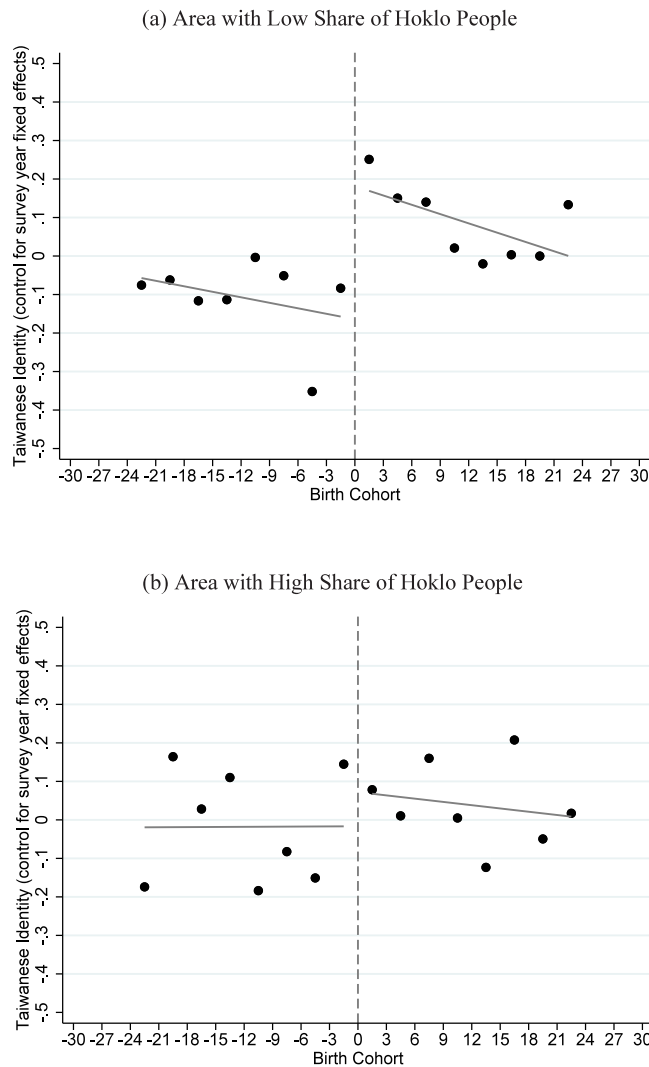 (a) Area with Low Share of Hoklo People
Taiwanese Identity (control for survey year fixed effects)
.5
.4
.3
.2
.1
0
-.1
-.2
-.3
-.4
-.5
-30 -27 -24 -21 -18 -15 -12 -9 -6 -3 0 3 6 9 12 15 18 21 24 27 30
Birth Cohort
(b) Area with High Share of Hoklo People
Taiwanese Identity (control for survey year fixed effects)
.5
.4
.3
.2
.1
0
-.1
-.2
-.3
-.4
-.5
-30 -27 -24 -21 -18 -15 -12 -9 -6 -3 0 3 6 9 12 15 18 21 24 27 30
Birth Cohort